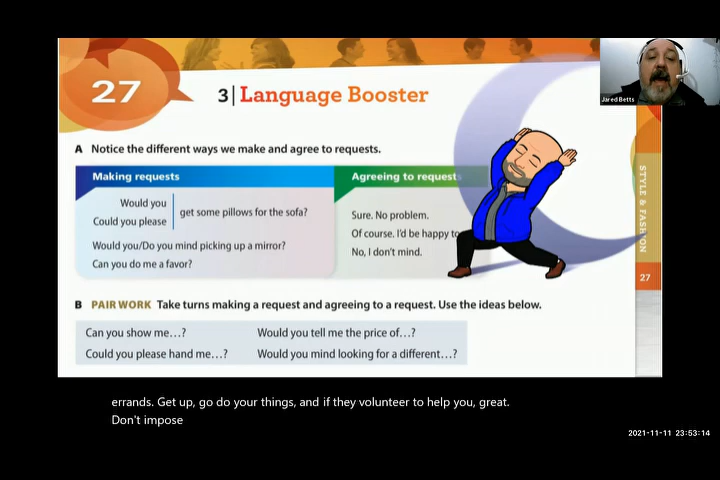 27
3 | Language Booster
Jared Betts
A Notice the different ways we make and agree to requests.
Making requests
Agreeing to request
Would you
Could you please
get some pillows for the sofa?
Would you/Do you mind picking up a mirror?
Can you do me a favor?
Sure. No problem.
Of course. I'd be happy to
No, I don't mind.
STYLE & FASHION
27
B PAIR WORK Take turns making a request and agreeing to a request. Use the ideas below.
Can you show me...?
Would you tell me the price of...?
Could you please hand me...?
Would you mind looking for a different...?
errands. Get up, go do your things, and if they volunteer to help you, great.
Don't impose
2021-11-11 23:53:14